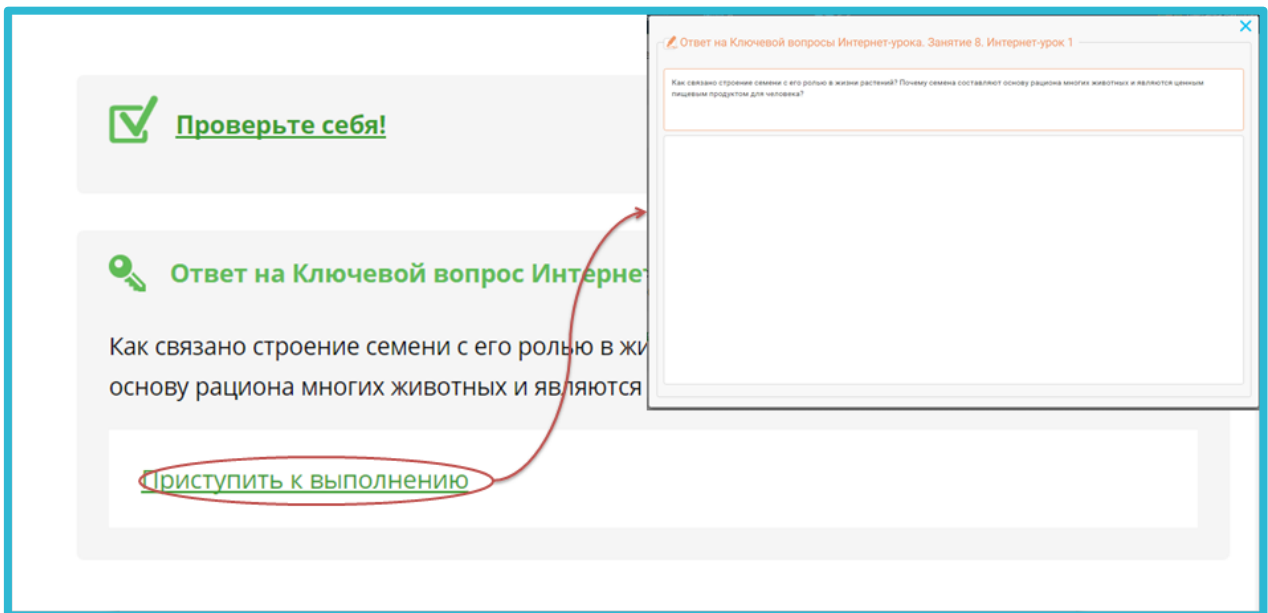 Проверьте себя!
Ответ на Ключевой вопрос Интернет
Как связано строение семени с его ролью в жи
основу рациона многих животных и являются
Приступить к выполнению
Ответ на Ключевой вопросы Интернет-урока. Занятие 8. Интернет-урок 1
Как связано строение семени с его ролью в жизни растений? Почему семена составляют основу рациона многих животных и являются ценным
пищевым продуктом для человека?